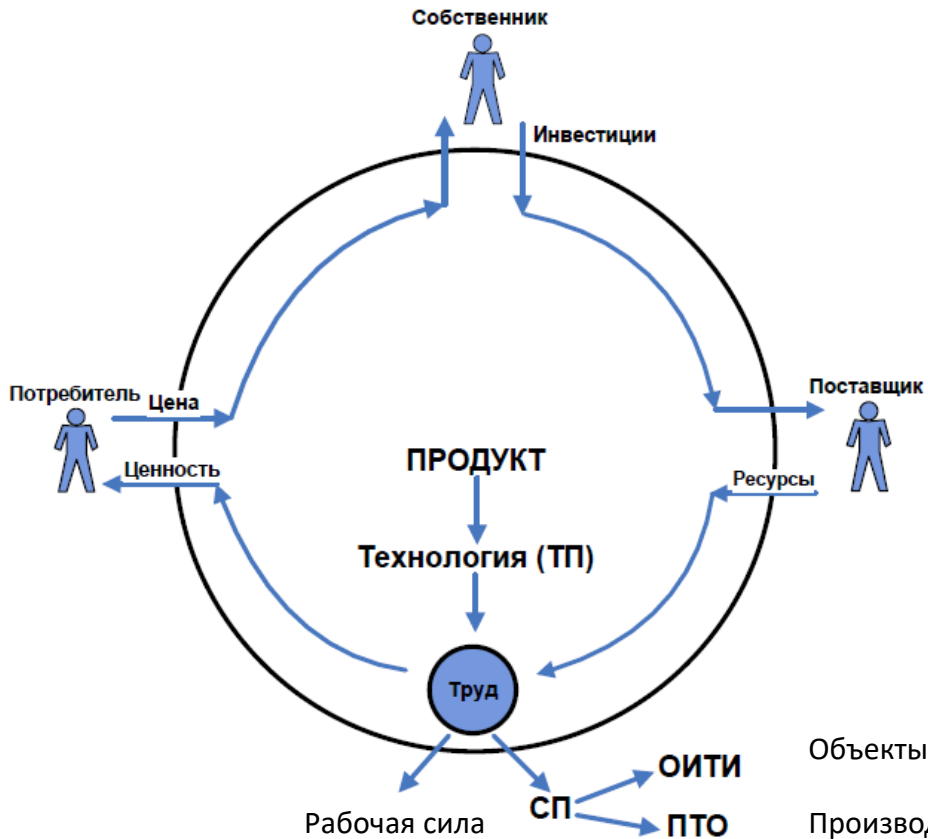 Собственник
Инвестиции
Потребитель
Цена
Поставщик
Ценность
ПРОДУКТ
Ресурсы
Технология (ТП)
Труд
ОИТИ
Объекты
СП
Рабочая сила
ПТО